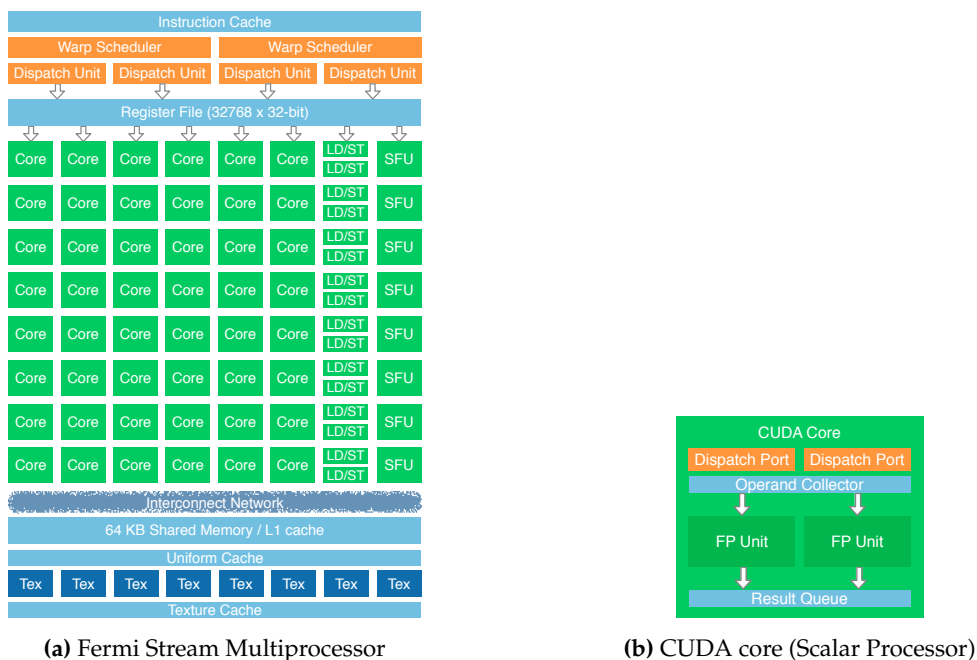 Instruction Cache
Warp Scheduler Warp Scheduler
Dispatch Unit Dispatch Unit Dispatch Unit Dispatch Unit
Register File (32768 x 32-bit)
LD/ST
Core Core Core Core Core Core SFU
LD/ST
LD/ST
Core Core Core Core Core Core SFU
LD/ST
LD/ST
Core Core Core Core Core Core SFU
LD/ST
LD/ST
Core Core Core Core Core Core SFU
LD/ST
LD/ST
Core Core Core Core Core Core SFU
LD/ST
LD/ST
Core Core Core Core Core Core SFU
LD/ST
LD/ST
Core Core Core Core Core Core SFU
LD/ST
LD/ST
Core Core Core Core Core Core SFU
LD/ST
Interconnect Network
64 KB Shared Memory / L1 cache
Uniform Cache
Tex Tex Tex Tex Tex Tex Tex Tex
Texture Cache
(a) Fermi Stream Multiprocessor
CUDA Core
Dispatch Port Dispatch Port
Operand Collector
FP Unit FP Unit
Result Queue
(b) CUDA core (Scalar Processor)